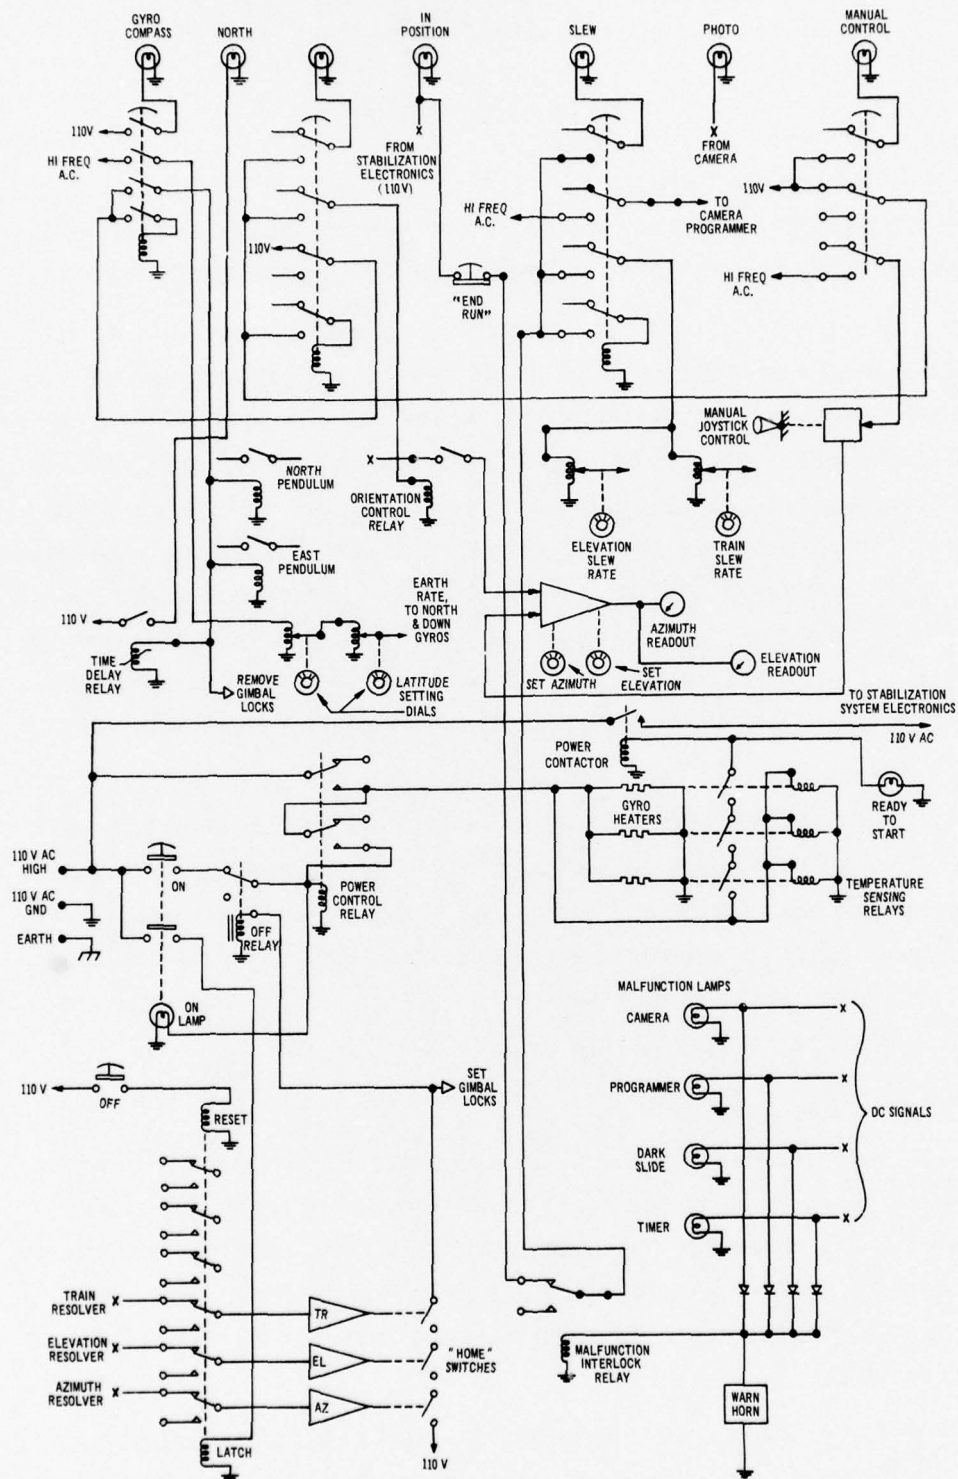 GYRO
COMPASS
NORTH
IN
POSITION
SLEW
PHOTO
MANUAL
CONTROL
110V
HI FREQ
A.C.
FROM
STABILIZATION
ELECTRONICS
(110V)
FROM
CAMERA
110V
HI FREQ
A.C.
TO
CAMERA
PROGRAMMER
110V
HI FREQ
A.C.
"END
RUN"
MANUAL
JOYSTICK
CONTROL
NORTH
PENDULUM
ORIENTATION
CONTROL
RELAY
EAST
PENDULUM
ELEVATION
SLEW
RATE
TRAIN
SLEW
RATE
EARTH
RATE,
TO NORTH
& DOWN
GYROS
110 V
AZIMUTH
READOUT
TIME
DELAY
RELAY
REMOVE
GIMBAL
LOCKS
LATITUDE
SETTING
DIALS
SET AZIMUTH
SET
ELEVATION
ELEVATION
READOUT
TO STABILIZATION
SYSTEM ELECTRONICS
110 V AC
POWER
CONTACTOR
GYRO
HEATERS
READY
TO
START
110 V AC
HIGH
ON
110 V AC
GND
EARTH
OFF
RELAY
POWER
CONTROL
RELAY
TEMPERATURE
SENSING
RELAYS
ON
LAMP
MALFUNCTION LAMPS
CAMERA
PROGRAMMER
DARK
SLIDE
TIMER
DC SIGNALS
110 V
OFF
RESET
SET
GIMBAL
LOCKS
TRAIN
RESOLVER
TR
ELEVATION
RESOLVER
EL
"HOME"
SWITCHES
AZIMUTH
RESOLVER
AZ
LATCH
110 V
MALFUNCTION
INTERLOCK
RELAY
WARN
HORN